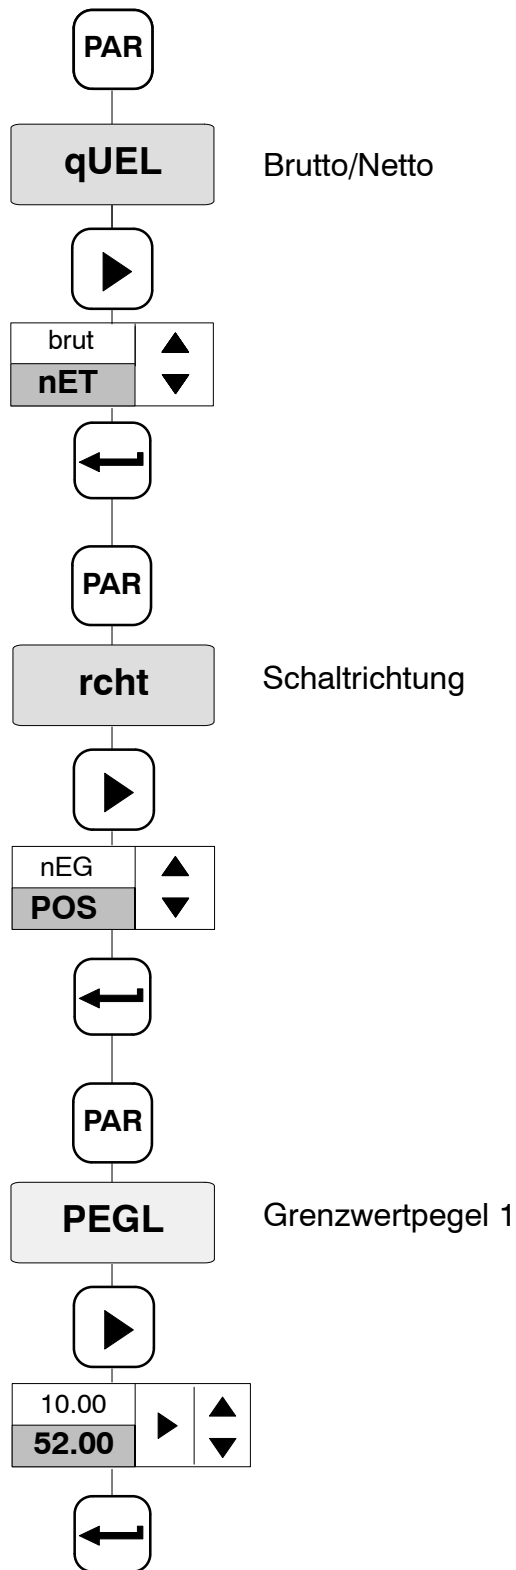 PAR
qUEL Brutto/Netto
brut
nET
PAR
rcht Schaltrichtung
nEG
POS
PAR
PEGL Grenzwertpegel 1
10.00
52.00